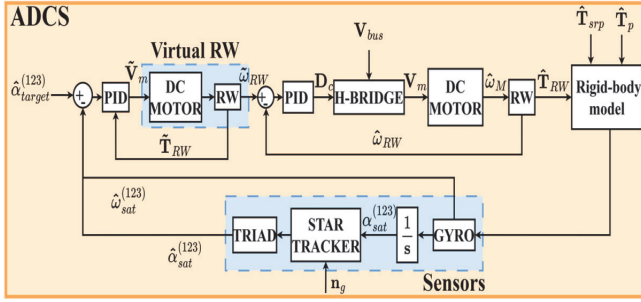 ADCS
V_bus
T̂_srp
T̂_p
Virtual RW
α̂_target^(123)
+
-
PID
Ṽ_m
DC
MOTOR
RW
ω̃_RW
+
-
PID
D_c
H-BRIDGE
V_m
DC
MOTOR
ω̂_M
RW
T̂_RW
Rigid-body
model
T̃_RW
ω̂_RW
ω̂_sat^(123)
α̂_sat^(123)
TRIAD
STAR
TRACKER
α_sat^(123)
1
s
GYRO
n_g
Sensors